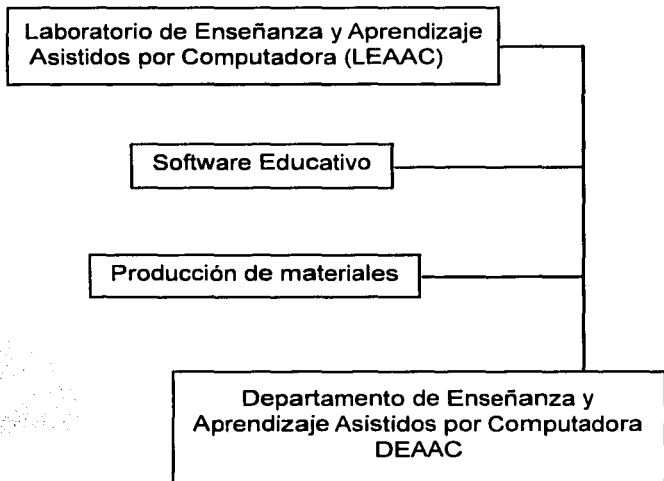 Laboratorio de Enseñanza y Aprendizaje
Asistidos por Computadora (LEAAC)
Software Educativo
Producción de materiales
Departamento de Enseñanza y
Aprendizaje Asistidos por Computadora
DEAAC